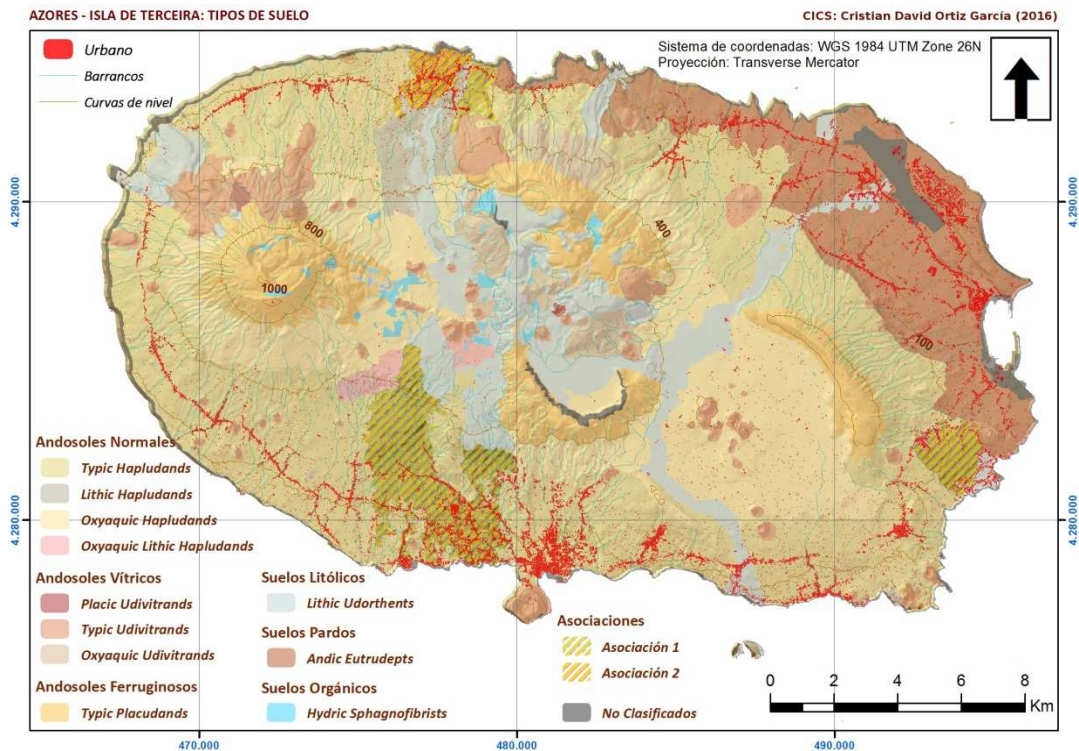 AZORES - ISLA DE TERCEIRA: TIPOS DE SUELO
CICS: Cristian David Ortiz García (2016)
Urbano
Barrancos
Curvas de nivel
Sistema de coordenadas: WGS 1984 UTM Zone 26N
Proyección: Transverse Mercator
4.290.000
4.290.000
800
400
1000
100
4.280.000
4.280.000
Andosoles Normales
Typic Hapludands
Lithic Hapludands
Oxyaquic Hapludands
Oxyaquic Lithic Hapludands
Andosoles Vítricos
Placic Udivitrands
Typic Udivitrands
Oxyaquic Udivitrands
Andosoles Ferruginosos
Typic Placudands
Suelos Litólicos
Lithic Udorthents
Suelos Pardos
Andic Eutrudepts
Suelos Orgánicos
Hydric Sphagnofibrists
Asociaciones
Asociación 1
Asociación 2
No Clasificados
0 2 4 6 8
Km
470.000
480.000
490.000